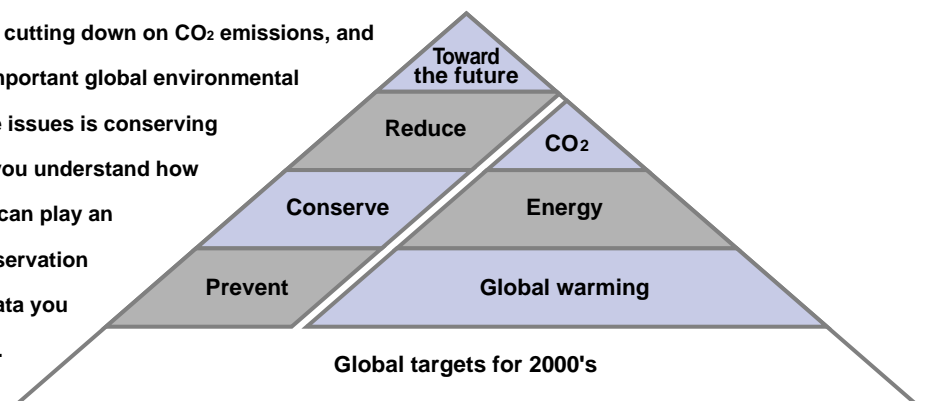 cutting down on CO2 emissions, and
mportant global environmental
issues is conserving
you understand how
can play an
servation
ata you
.
Toward
the future
Reduce
CO2
Conserve
Energy
Prevent
Global warming
Global targets for 2000's